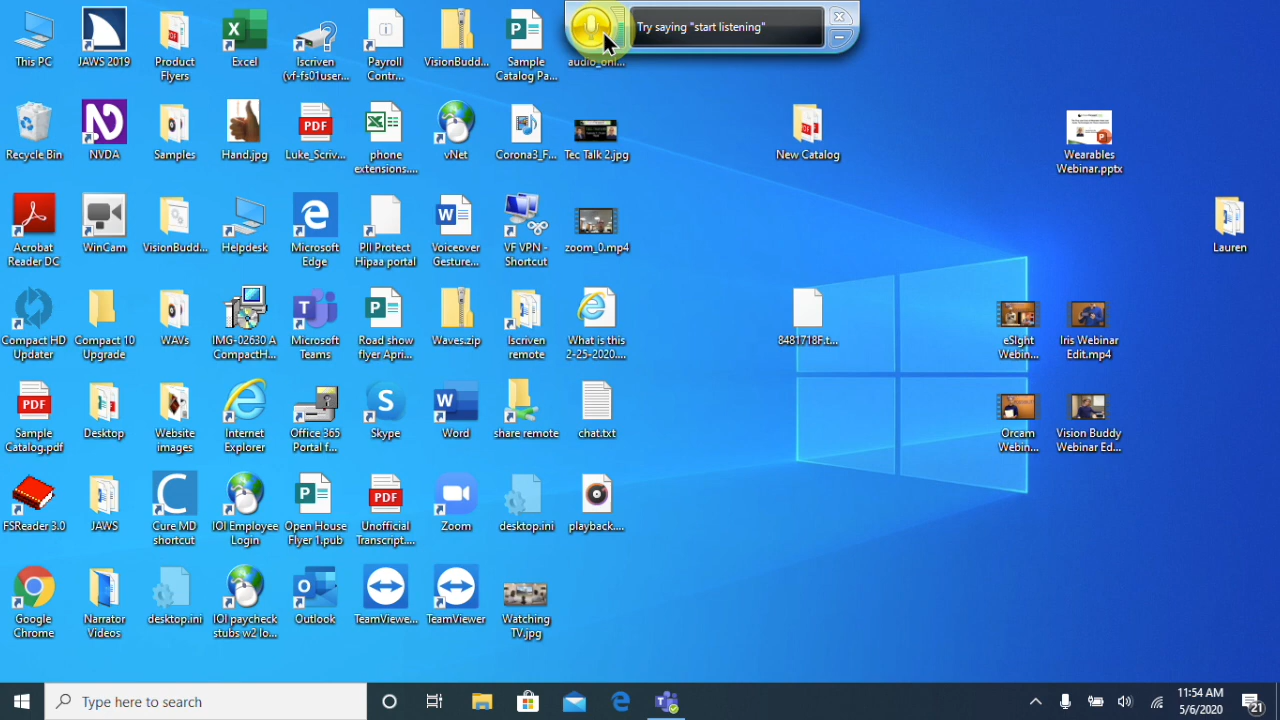 Try saying "start listening"
This PC
JAWS 2019
Product
Flyers
Excel
lscriven
(vf-fs01user...
Payroll
Contr...
VisionBudd...
Sample
Catalog Pa...
audio_onl...
Recycle Bin
NVDA
Samples
Hand.jpg
Luke_Scriv...
phone
extensions....
vNet
Corona3_F...
Tec Talk 2.jpg
New Catalog
Wearables
Webinar.pptx
Acrobat
Reader DC
WinCam
VisionBudd...
Helpdesk
Microsoft
Edge
PII Protect
Hipaa portal
Voiceover
Gesture...
VF VPN -
Shortcut
zoom_0.mp4
Lauren
Compact HD
Updater
Compact 10
Upgrade
WAVs
IMG-02630 A
CompactH...
Microsoft
Teams
Road show
flyer Apri...
Waves.zip
lscriven
remote
What is this
2-25-2020....
8481718F.t...
eSIght
Webin...
Iris Webinar
Edit.mp4
Sample
Catalog.pdf
Desktop
Website
images
Internet
Explorer
Office 365
Portal f...
Skype
Word
share remote
chat.txt
Orcam
Webin...
Vision Buddy
Webinar Ed...
FSReader 3.0
JAWS
Cure MD
shortcut
IOI Employee
Login
Open House
Flyer 1.pub
Unofficial
Transcript....
Zoom
desktop.ini
playback....
Google
Chrome
Narrator
Videos
desktop.ini
IOI paycheck
stubs w2 lo...
Outlook
TeamViewe...
TeamViewer
Watching
TV.jpg
Type here to search
11:54 AM
5/6/2020
21